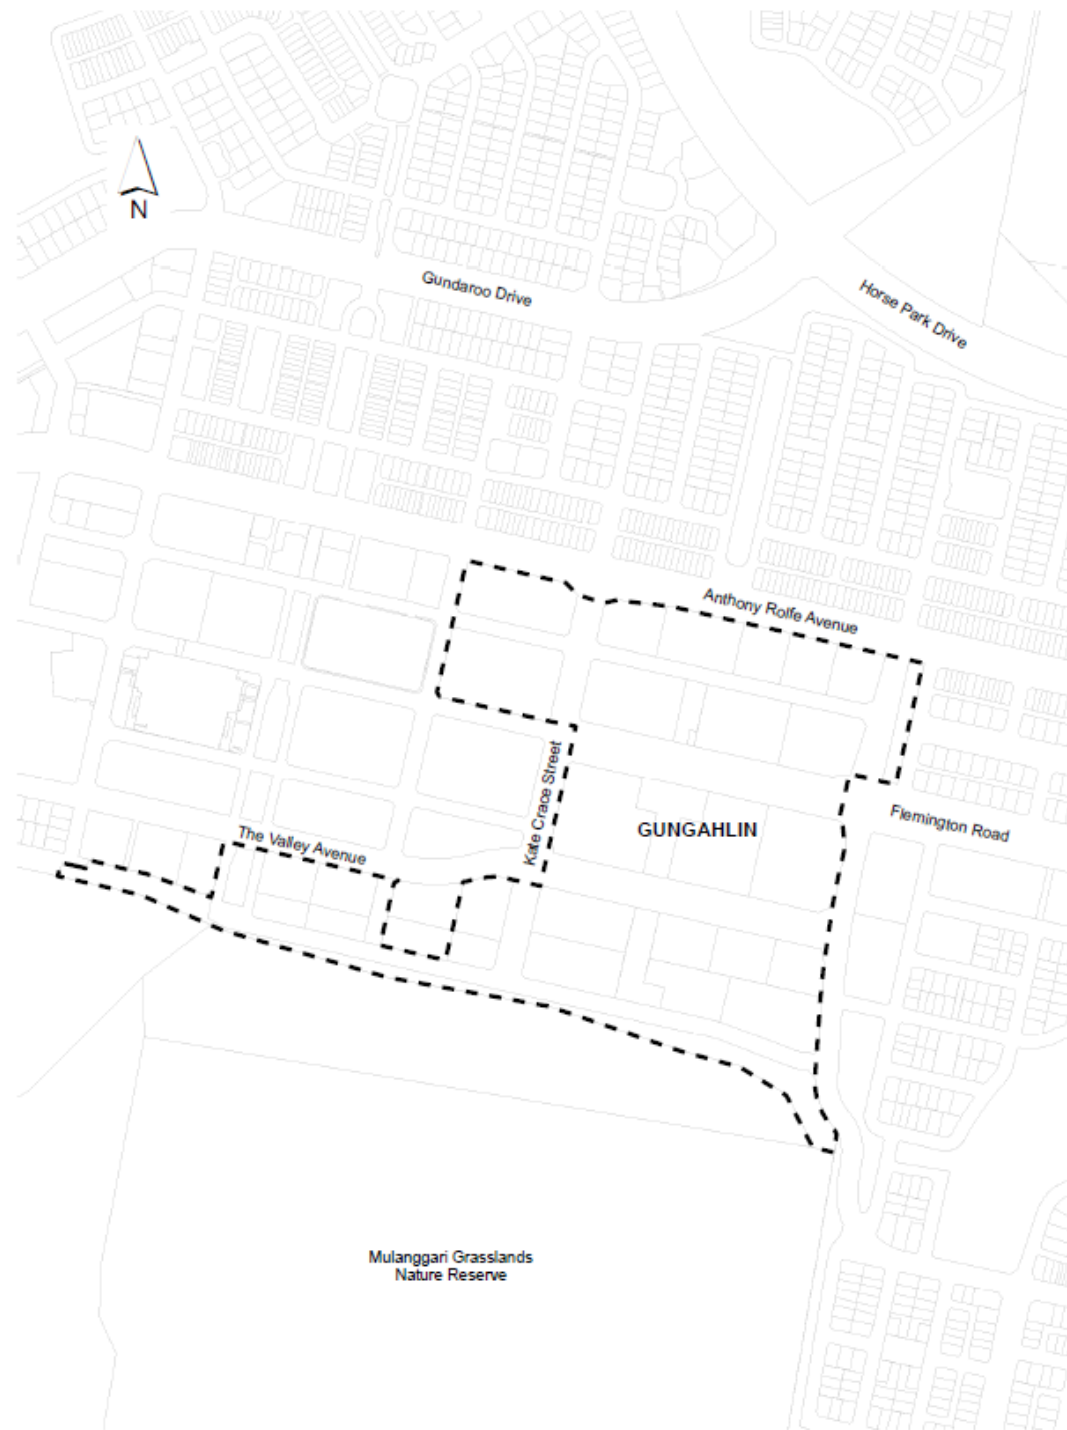 N
Gundaroo Drive
Horse Park Drive
Anthony Rolfe Avenue
Kate Crace Street
GUNGAHLIN
Flemington Road
The Valley Avenue
Mulanggari Grasslands
Nature Reserve